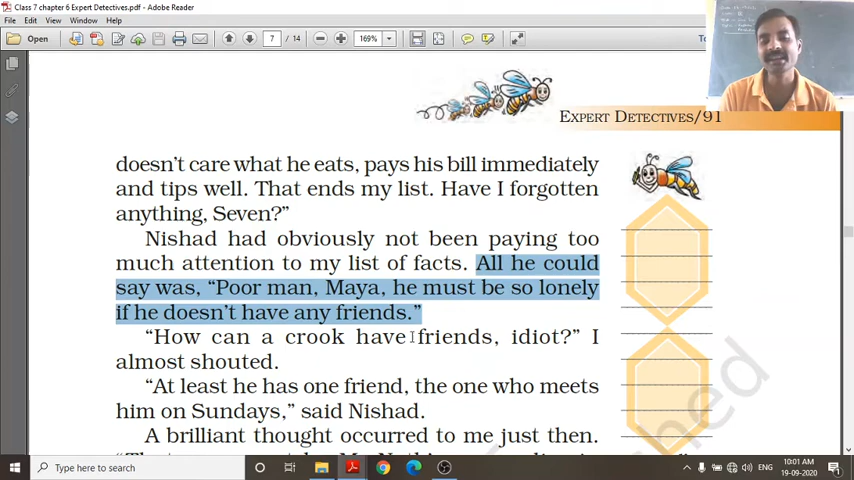 Class 7 chapter 6 Expert Detectives.pdf - Adobe Reader
File Edit View Window Help
Open 7 / 14 169%
EXPERT DETECTIVES/91
doesn't care what he eats, pays his bill immediately
and tips well. That ends my list. Have I forgotten
anything, Seven?"
Nishad had obviously not been paying too
much attention to my list of facts. All he could
say was, "Poor man, Maya, he must be so lonely
if he doesn't have any friends."
"How can a crook have friends, idiot?" I
almost shouted.
"At least he has one friend, the one who meets
him on Sundays," said Nishad.
A brilliant thought occurred to me just then.
Type here to search
ENG
10:01 AM
19-09-2020